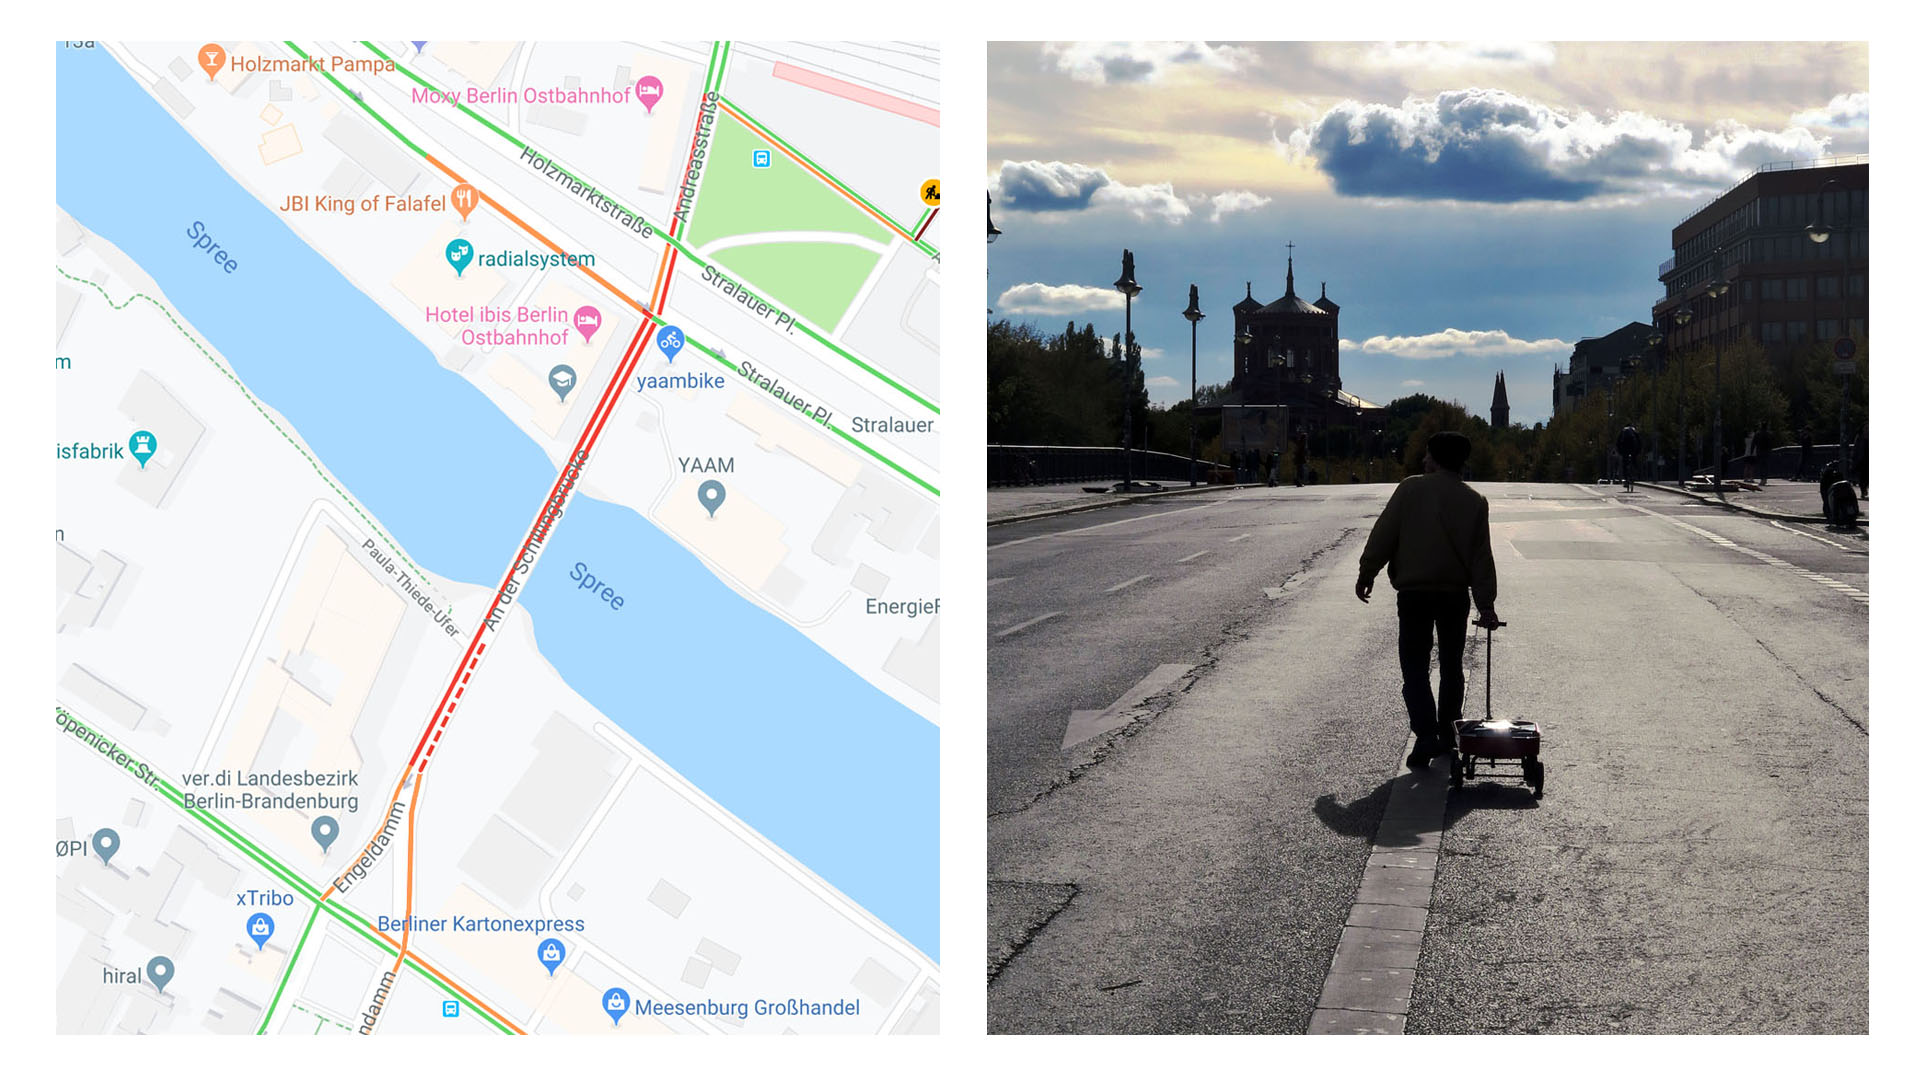 Holzmarkt Pampa
Moxy Berlin Ostbahnhof
Andreasstraße
Holzmarktstraße
JBI King of Falafel
Spree
radialsystem
Stralauer Pl.
Hotel ibis Berlin
Ostbahnhof
yaambike
Stralauer Pl.
Stralauer
isfabrik
YAAM
An der Schillingbrücke
Paula-Thiede-Ufer
Spree
EnergieF
öpenicker Str.
ver.di Landesbezirk
Berlin-Brandenburg
Engeldamm
ØPI
xTribo
Berliner Kartonexpress
hiral
ndamm
Meesenburg Großhandel